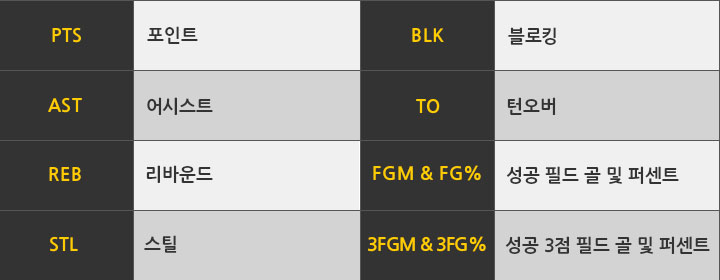 PTS 포인트 BLK 블로킹
AST 어시스트 TO 턴오버
REB 리바운드 FGM & FG% 성공 필드 골 및 퍼센트
STL 스틸 3FGM & 3FG% 성공 3점 필드 골 및 퍼센트